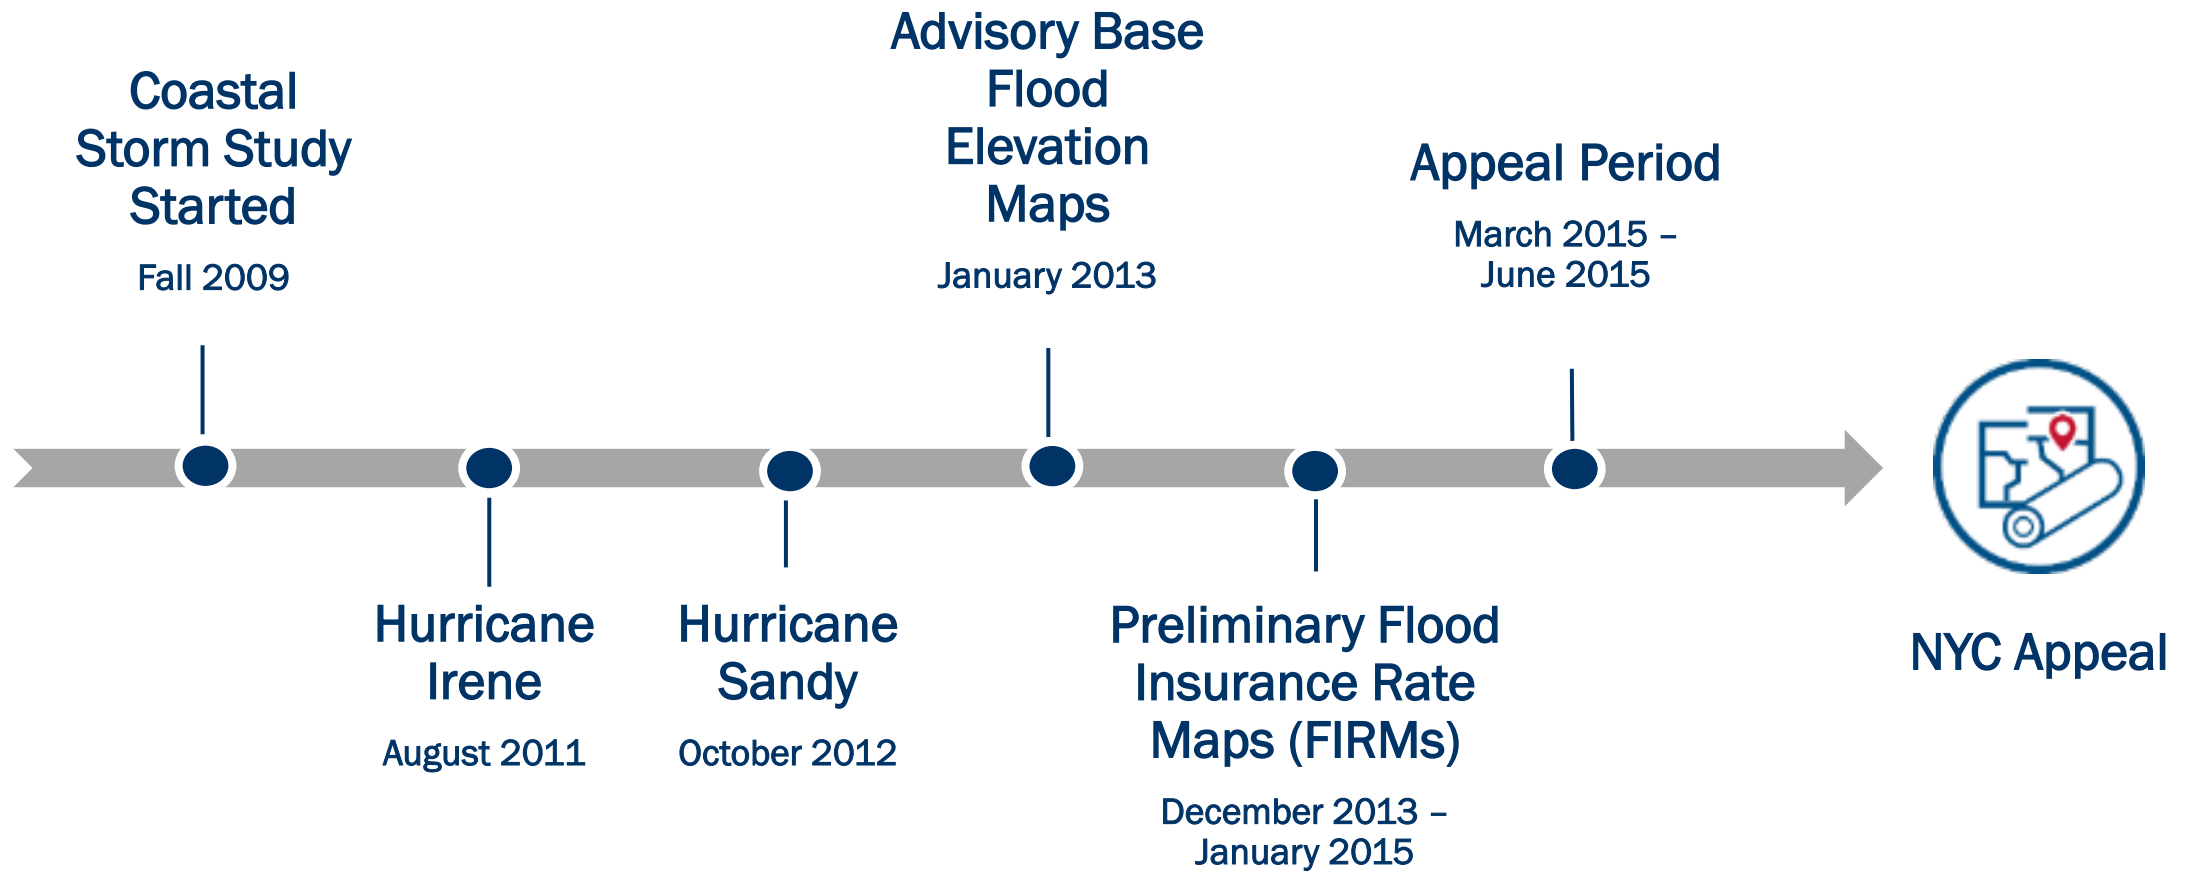 Coastal
Storm Study
Started
Fall 2009
Hurricane
Irene
August 2011
Hurricane
Sandy
October 2012
Advisory Base
Flood
Elevation
Maps
January 2013
Preliminary Flood
Insurance Rate
Maps (FIRMs)
December 2013 –
January 2015
Appeal Period
March 2015 –
June 2015
NYC Appeal